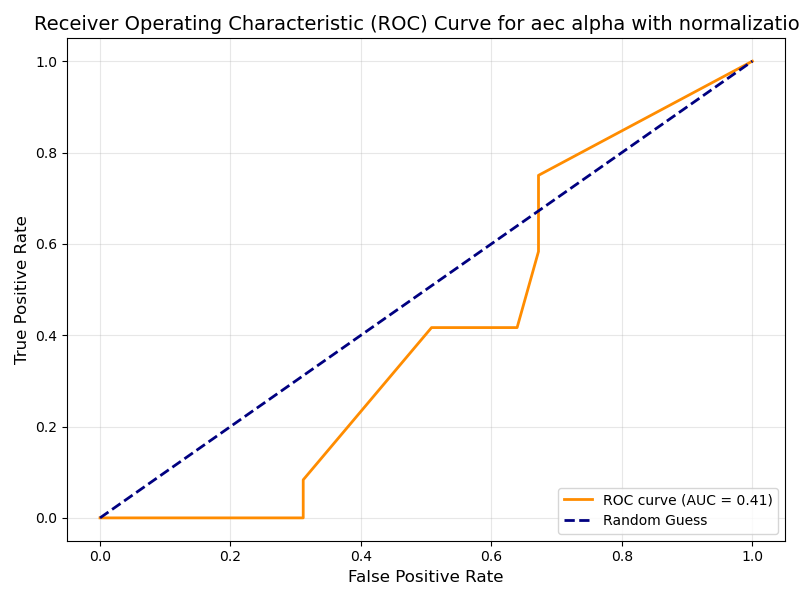 Receiver Operating Characteristic (ROC) Curve for aec alpha with normalizatio
1.0
0.8
0.6
0.4
0.2
0.0
True Positive Rate
0.0 0.2 0.4 0.6 0.8 1.0
False Positive Rate
ROC curve (AUC = 0.41)
Random Guess